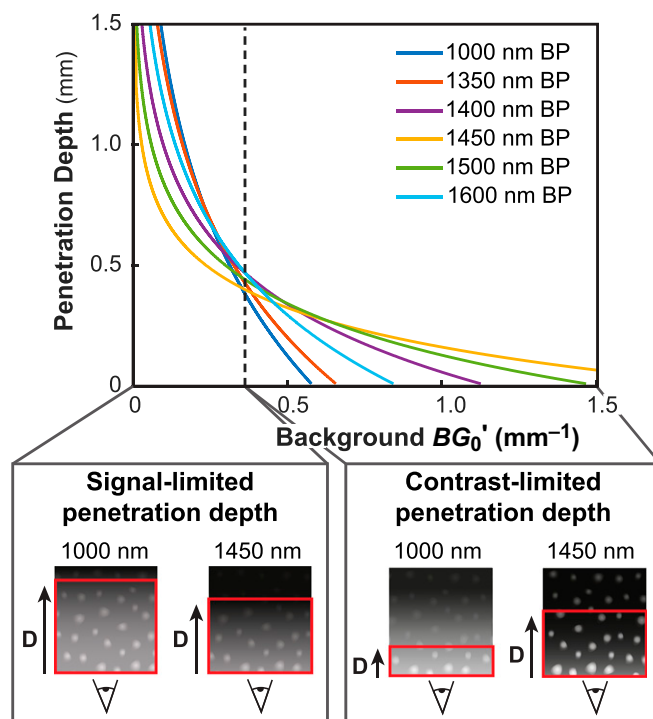 1.5
1.0
0.5
0
Penetration Depth (mm)
1000 nm BP
1350 nm BP
1400 nm BP
1450 nm BP
1500 nm BP
1600 nm BP
0
0.5
1.0
1.5
Background BG₀' (mm⁻¹)
Signal-limited
penetration depth
1000 nm
1450 nm
D
D
Contrast-limited
penetration depth
1000 nm
1450 nm
D
D